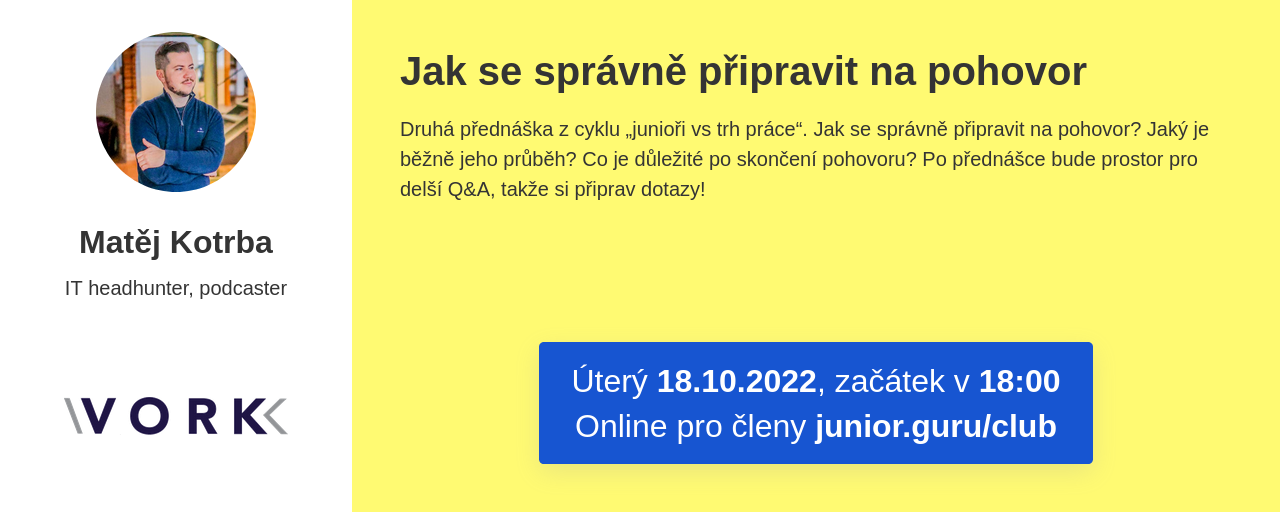 Matěj Kotrba
IT headhunter, podcaster
VORK
Jak se správně připravit na pohovor
Druhá přednáška z cyklu „junioři vs trh práce“. Jak se správně připravit na pohovor? Jaký je
běžně jeho průběh? Co je důležité po skončení pohovoru? Po přednášce bude prostor pro
delší Q&A, takže si připrav dotazy!
Úterý 18.10.2022, začátek v 18:00
Online pro členy junior.guru/club